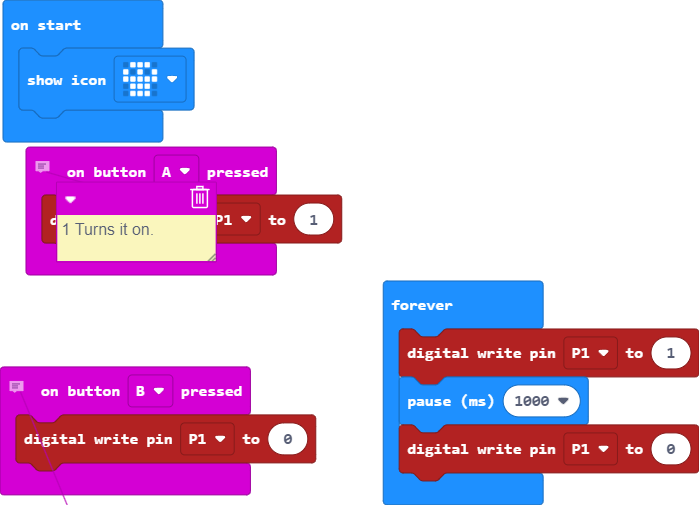 on start
show icon
on button A pressed
P1 to 1
1 Turns it on.
forever
digital write pin P1 to 1
pause (ms) 1000
digital write pin P1 to 0
on button B pressed
digital write pin P1 to 0